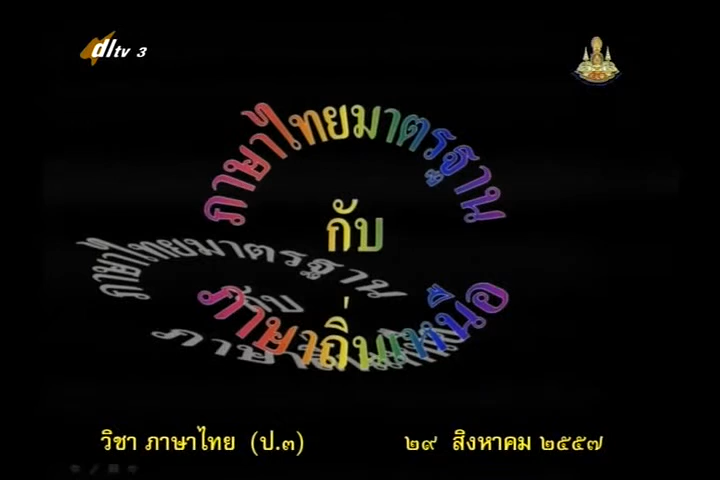 dltv 3
ภาษาไทยมาตรฐาน
กับ
ภาษาถิ่นเหนือ
วิชา ภาษาไทย (ป.๓)
๒๙ สิงหาคม ๒๕๕๗